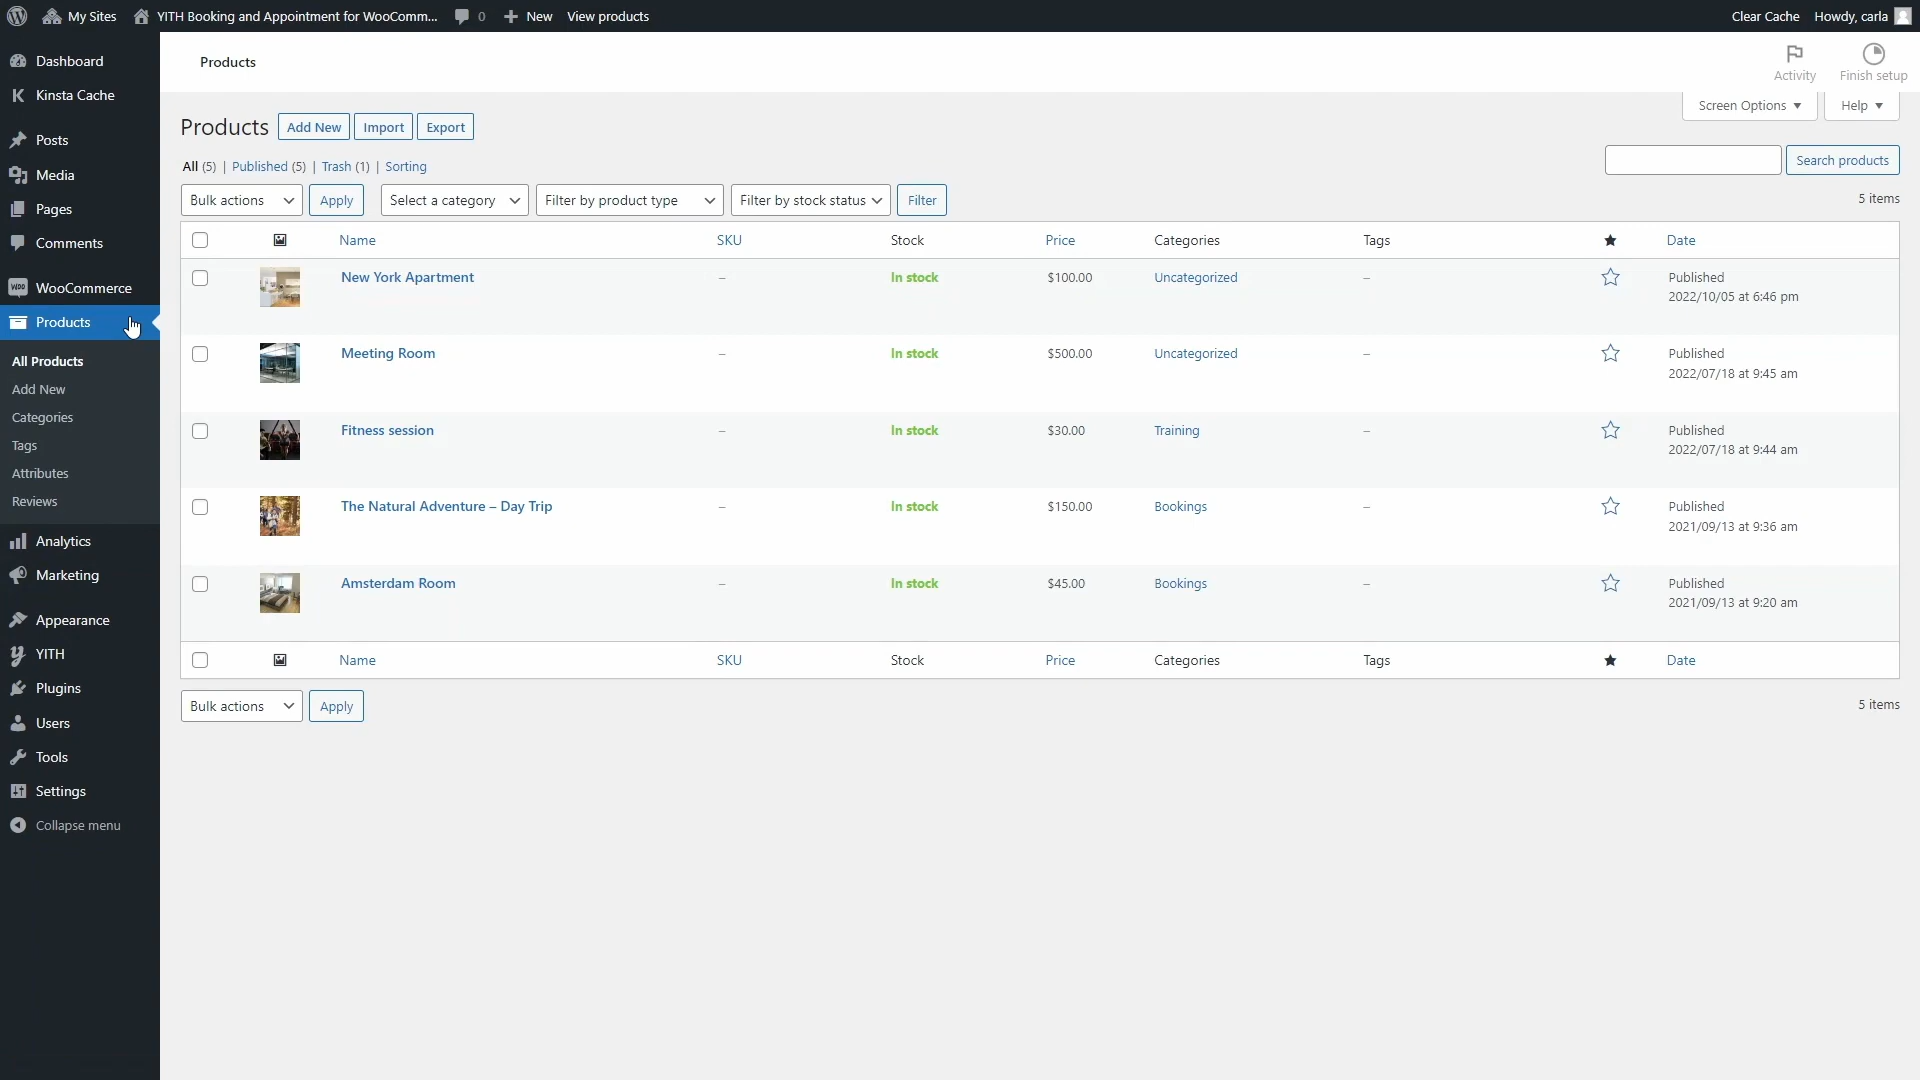 My Sites YITH Booking and Appointment for WooComm... 0 New View products Clear Cache Howdy, carla
Dashboard
Kinsta Cache
Posts
Media
Pages
Comments
WooCommerce
Products
All Products
Add New
Categories
Tags
Attributes
Reviews
Analytics
Marketing
Appearance
YITH
Plugins
Users
Tools
Settings
Collapse menu
Products
Activity
Finish setup
Screen Options
Help
Products Add New Import Export
All (5) | Published (5) | Trash (1) | Sorting
Search products
Bulk actions Apply Select a category Filter by product type Filter by stock status Filter
5 items
Name SKU Stock Price Categories Tags Date
New York Apartment – In stock $100.00 Uncategorized – Published
2022/10/05 at 6:46 pm
Meeting Room – In stock $500.00 Uncategorized – Published
2022/07/18 at 9:45 am
Fitness session – In stock $30.00 Training – Published
2022/07/18 at 9:44 am
The Natural Adventure – Day Trip – In stock $150.00 Bookings – Published
2021/09/13 at 9:36 am
Amsterdam Room – In stock $45.00 Bookings – Published
2021/09/13 at 9:20 am
Name SKU Stock Price Categories Tags Date
Bulk actions Apply
5 items